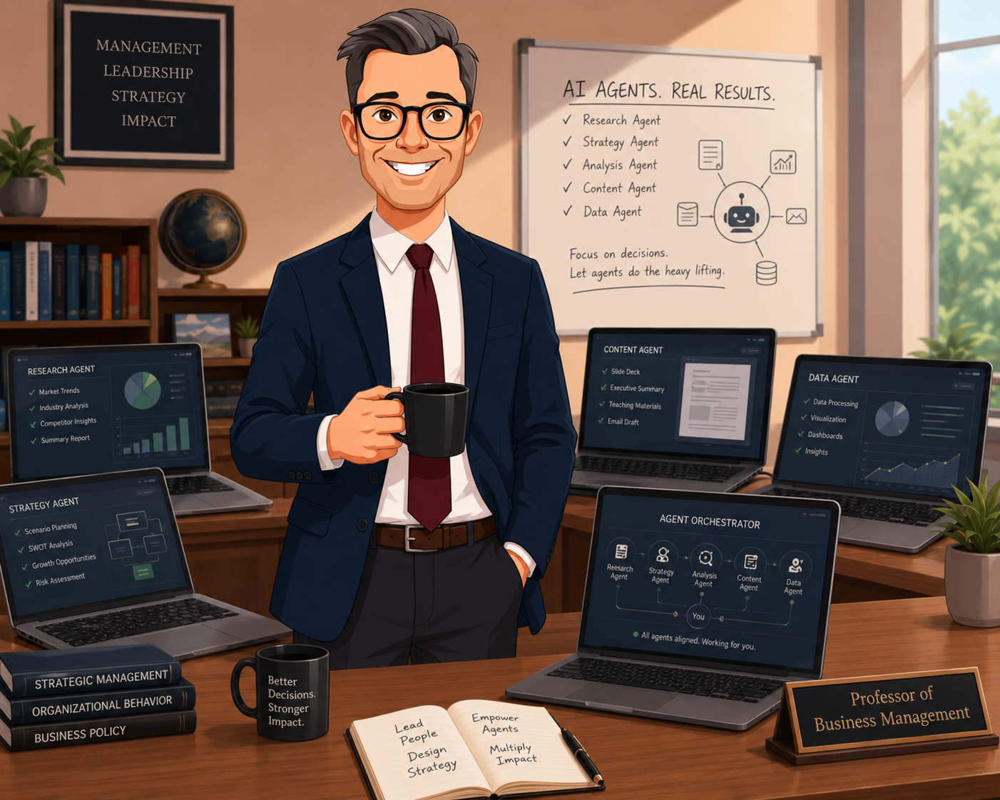 MANAGEMENT
LEADERSHIP
STRATEGY
IMPACT
AI AGENTS. REAL RESULTS.
✓ Research Agent
✓ Strategy Agent
✓ Analysis Agent
✓ Content Agent
✓ Data Agent
Focus on decisions.
Let agents do the heavy lifting.
RESEARCH AGENT
✓ Market Trends
✓ Industry Analysis
✓ Competitor Insights
✓ Summary Report
STRATEGY AGENT
✓ Scenario Planning
✓ SWOT Analysis
✓ Growth Opportunities
✓ Risk Assessment
CONTENT AGENT
✓ Slide Deck
✓ Executive Summary
✓ Teaching Materials
✓ Email Draft
DATA AGENT
✓ Data Processing
✓ Visualization
✓ Dashboards
✓ Insights
AGENT ORCHESTRATOR
Research
Agent
Strategy
Agent
Analysis
Agent
Content
Agent
Data
Agent
You
All agents aligned. Working for you.
STRATEGIC MANAGEMENT
ORGANIZATIONAL BEHAVIOR
BUSINESS POLICY
Better
Decisions.
Stronger
Impact.
Lead
People
Design
Strategy
Empower
Agents
Multiply
Impact
Professor of
Business Management